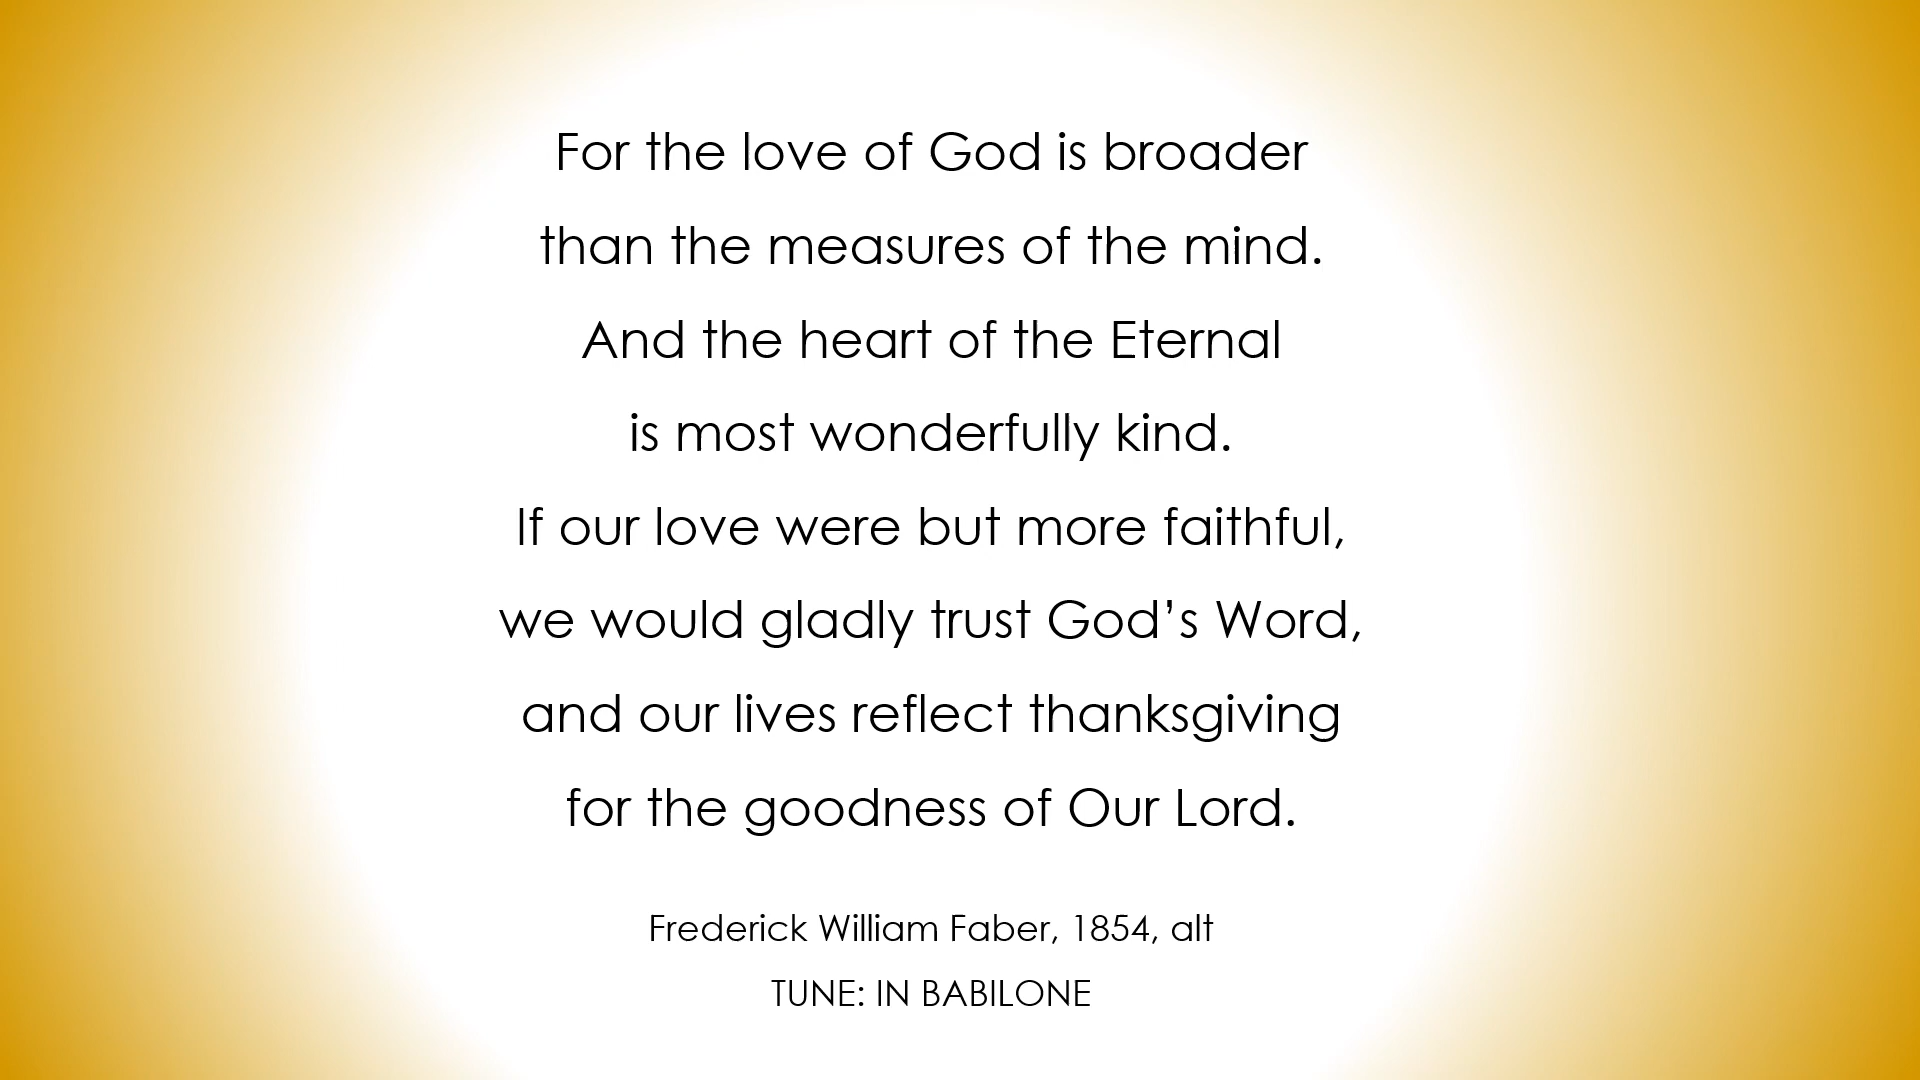 For the love of God is broader
than the measures of the mind.
And the heart of the Eternal
is most wonderfully kind.
If our love were but more faithful,
we would gladly trust God’s Word,
and our lives reflect thanksgiving
for the goodness of Our Lord.
Frederick William Faber, 1854, alt
TUNE: IN BABILONE